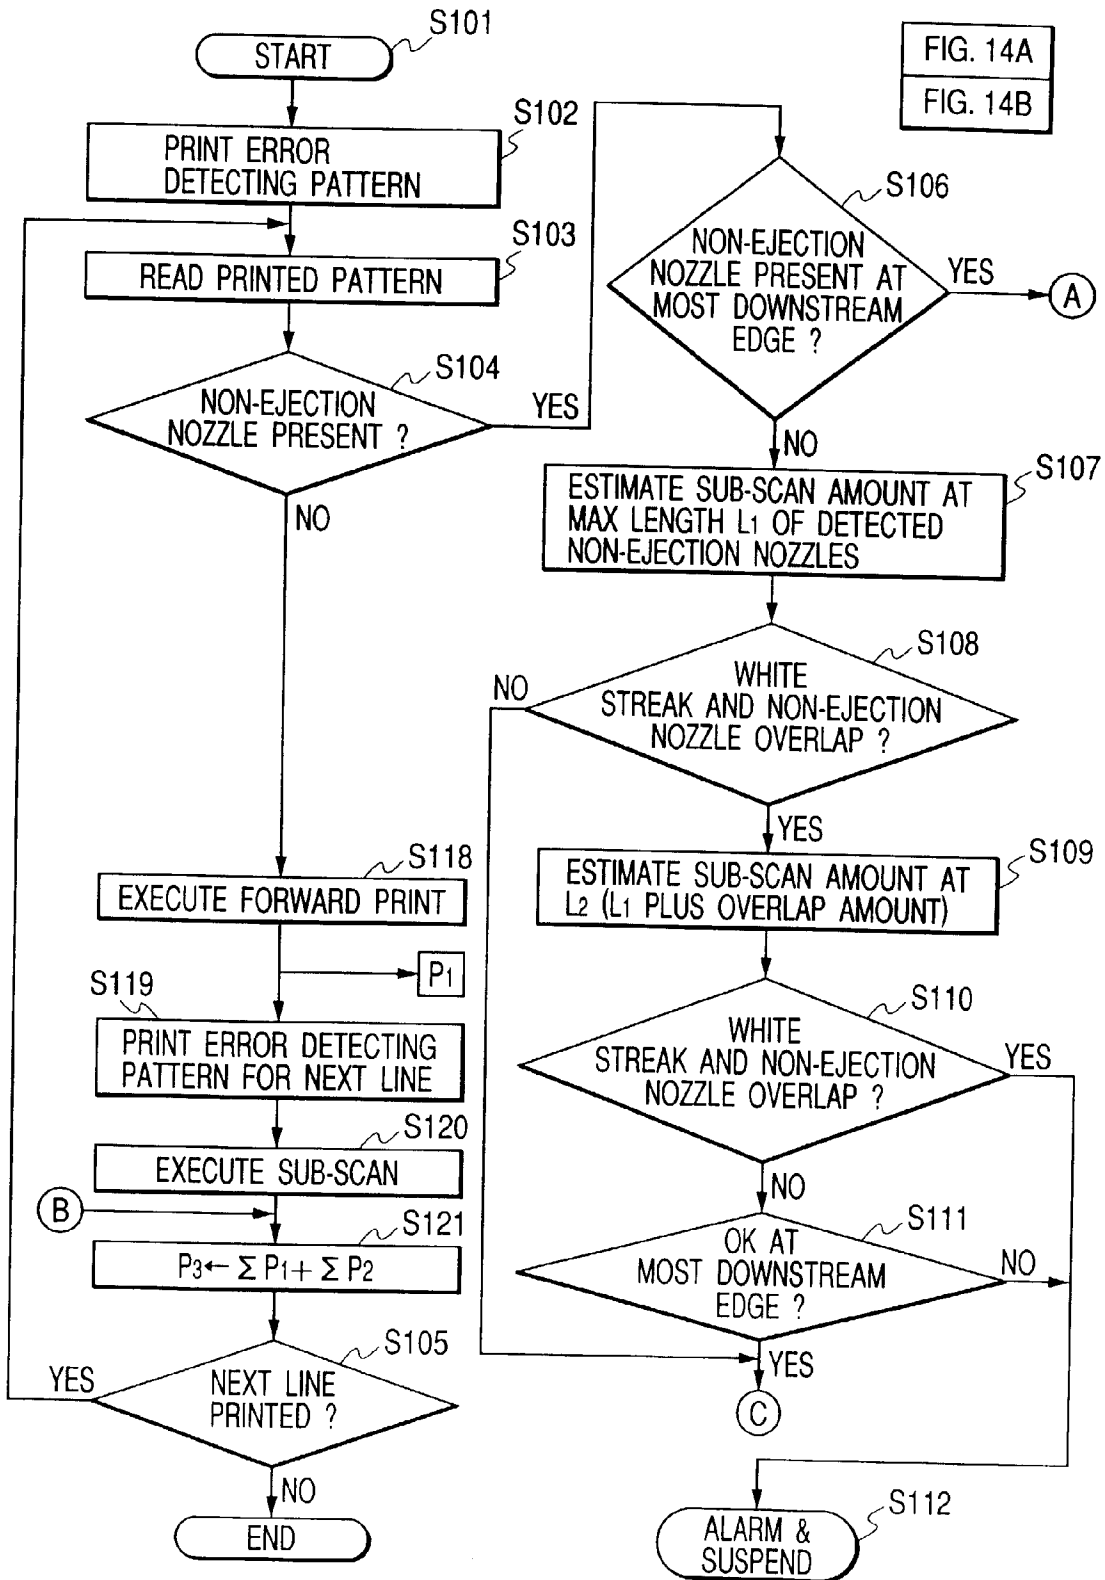 S101
START
FIG. 14A
FIG. 14B
S102
PRINT ERROR
DETECTING PATTERN
S103
READ PRINTED PATTERN
S104
NON-EJECTION
NOZZLE PRESENT ?
YES
NO
S106
NON-EJECTION
NOZZLE PRESENT AT
MOST DOWNSTREAM
EDGE ?
YES
A
NO
S107
ESTIMATE SUB-SCAN AMOUNT AT
MAX LENGTH L1 OF DETECTED
NON-EJECTION NOZZLES
S108
WHITE
STREAK AND NON-EJECTION
NOZZLE OVERLAP ?
NO
YES
S109
ESTIMATE SUB-SCAN AMOUNT AT
L2 (L1 PLUS OVERLAP AMOUNT)
S110
WHITE
STREAK AND NON-EJECTION
NOZZLE OVERLAP ?
YES
NO
S111
OK AT
MOST DOWNSTREAM
EDGE ?
NO
YES
C
S112
ALARM &
SUSPEND
S118
EXECUTE FORWARD PRINT
P1
S119
PRINT ERROR DETECTING
PATTERN FOR NEXT LINE
S120
EXECUTE SUB-SCAN
B
S121
P3← Σ P1 + Σ P2
S105
NEXT LINE
PRINTED ?
YES
NO
END